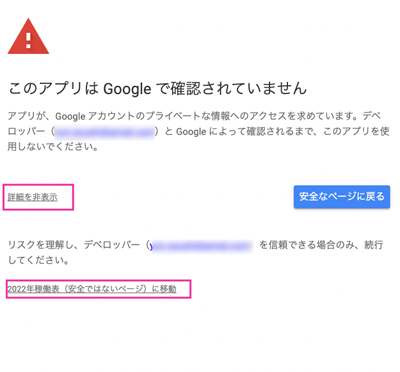 このアプリは Google で確認されていません
アプリが、Google アカウントのプライベートな情報へのアクセスを求めています。デベ
ロッパー（）と Google によって確認されるまで、このアプリを使
用しないでください。
詳細を非表示
安全なページに戻る
リスクを理解し、デベロッパー（）を信頼できる場合のみ、続行
してください。
2022年稼働表（安全ではないページ）に移動